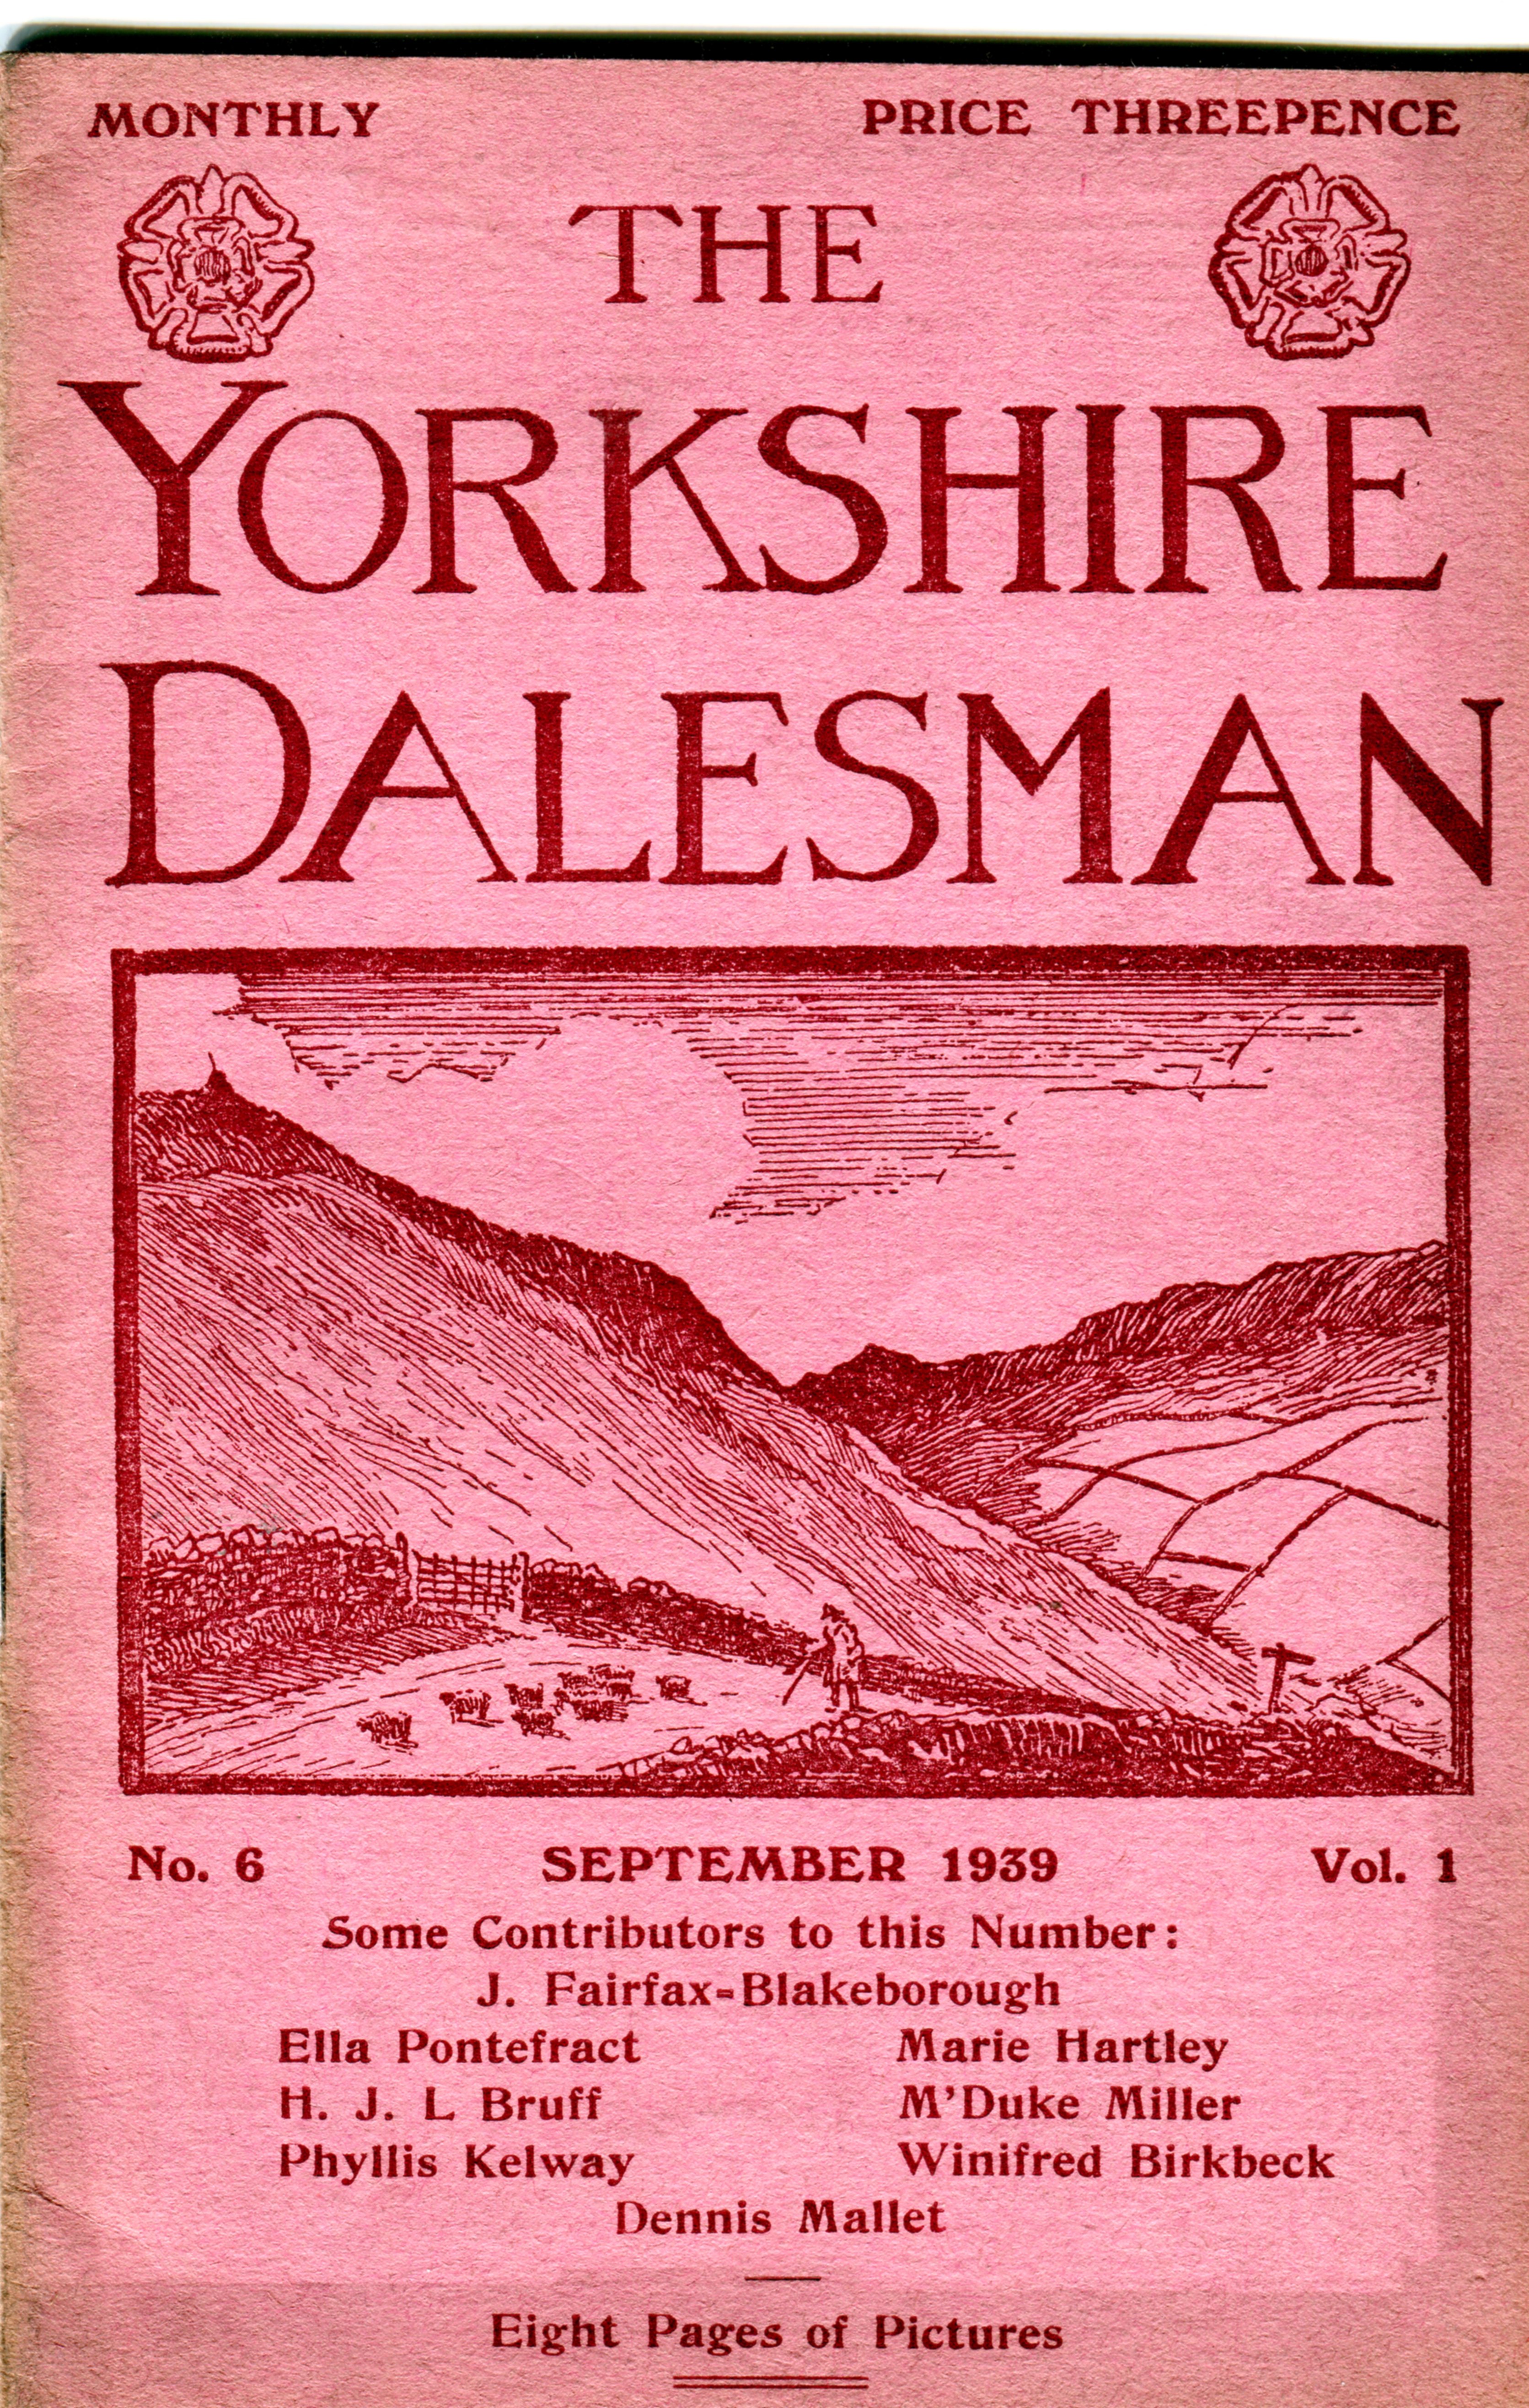 MONTHLY PRICE THREEPENCE
THE
YORKSHIRE
DALESMAN
No. 6 SEPTEMBER 1939 Vol. 1
Some Contributors to this Number:
J. Fairfax=Blakeborough
Ella Pontefract Marie Hartley
H. J. L Bruff M'Duke Miller
Phyllis Kelway Winifred Birkbeck
Dennis Mallet
Eight Pages of Pictures